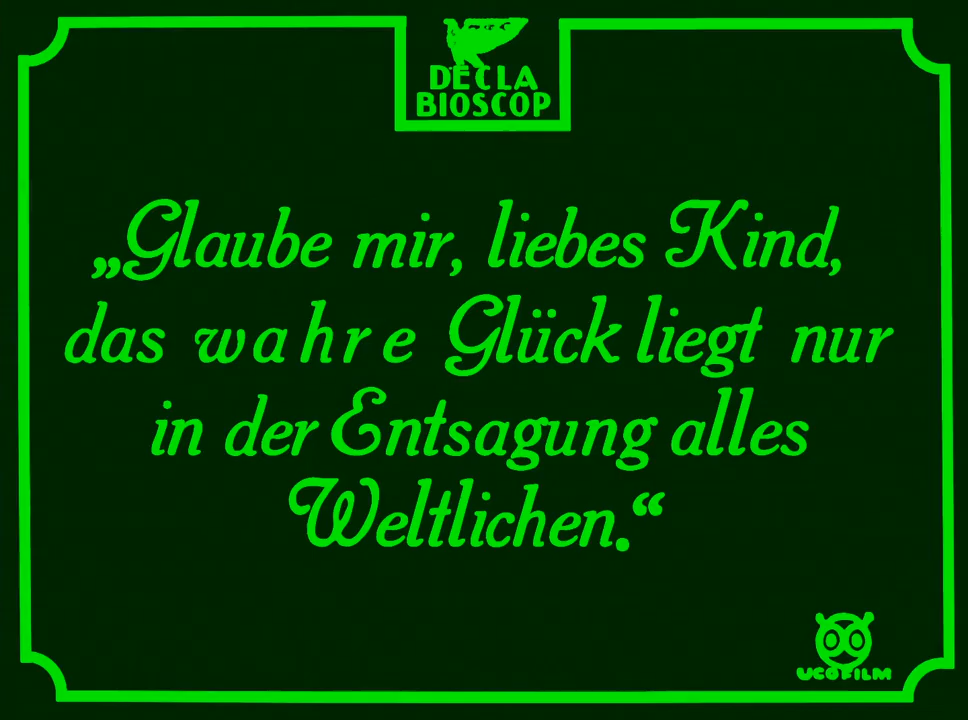 DECLA
BIOSCOP
„Glaube mir, liebes Kind,
das wahre Glück liegt nur
in der Entsagung alles
Weltlichen.“
UCOFILM